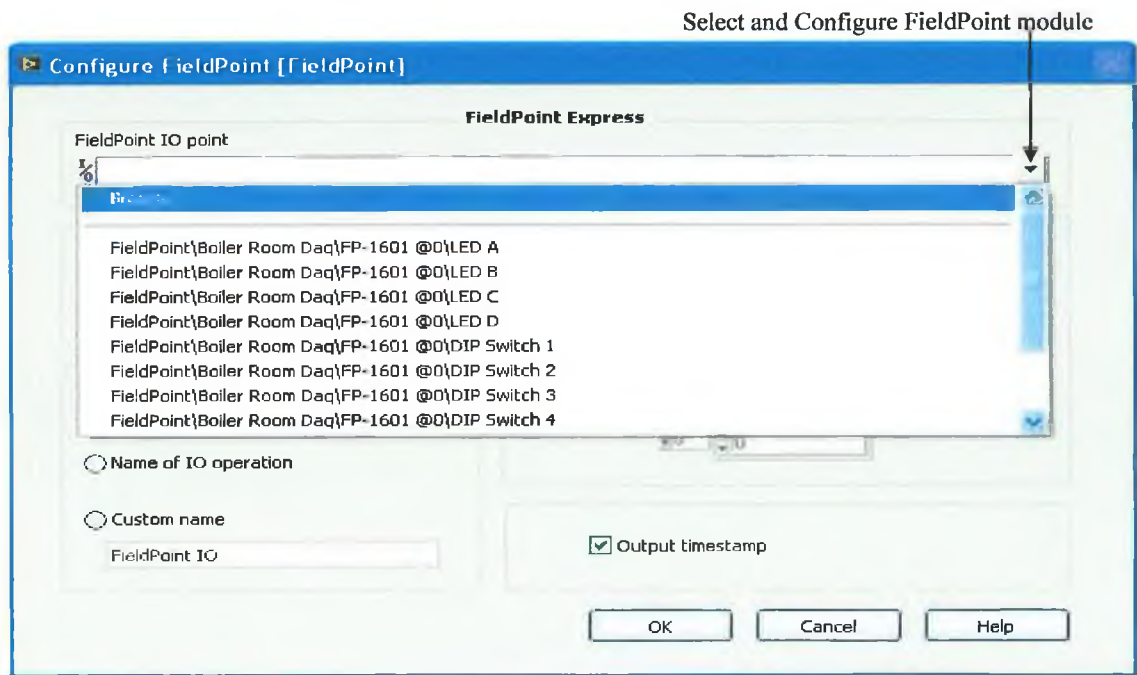 Select and Configure FieldPoint module
Configure FieldPoint [FieldPoint]
FieldPoint Express
FieldPoint IO point
I/O
FieldPoint\Boiler Room Daq\FP-1601 @0\LED A
FieldPoint\Boiler Room Daq\FP-1601 @0\LED B
FieldPoint\Boiler Room Daq\FP-1601 @0\LED C
FieldPoint\Boiler Room Daq\FP-1601 @0\LED D
FieldPoint\Boiler Room Daq\FP-1601 @0\DIP Switch 1
FieldPoint\Boiler Room Daq\FP-1601 @0\DIP Switch 2
FieldPoint\Boiler Room Daq\FP-1601 @0\DIP Switch 3
FieldPoint\Boiler Room Daq\FP-1601 @0\DIP Switch 4
Name of IO operation
Custom name
FieldPoint IO
Output timestamp
OK
Cancel
Help